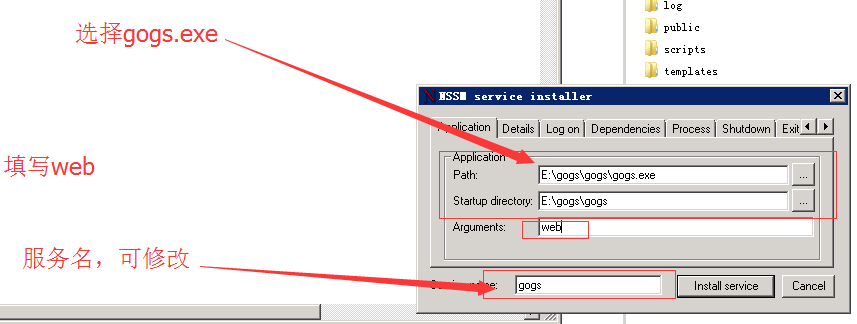 选择gogs.exe
log
public
scripts
templates
NSSM service installer
Application Details Log on Dependencies Process Shutdown Exit
Application
填写web
Path: E:\gogs\gogs\gogs.exe ...
Startup directory: E:\gogs\gogs ...
Arguments: web
服务名，可修改
name: gogs Install service Cancel